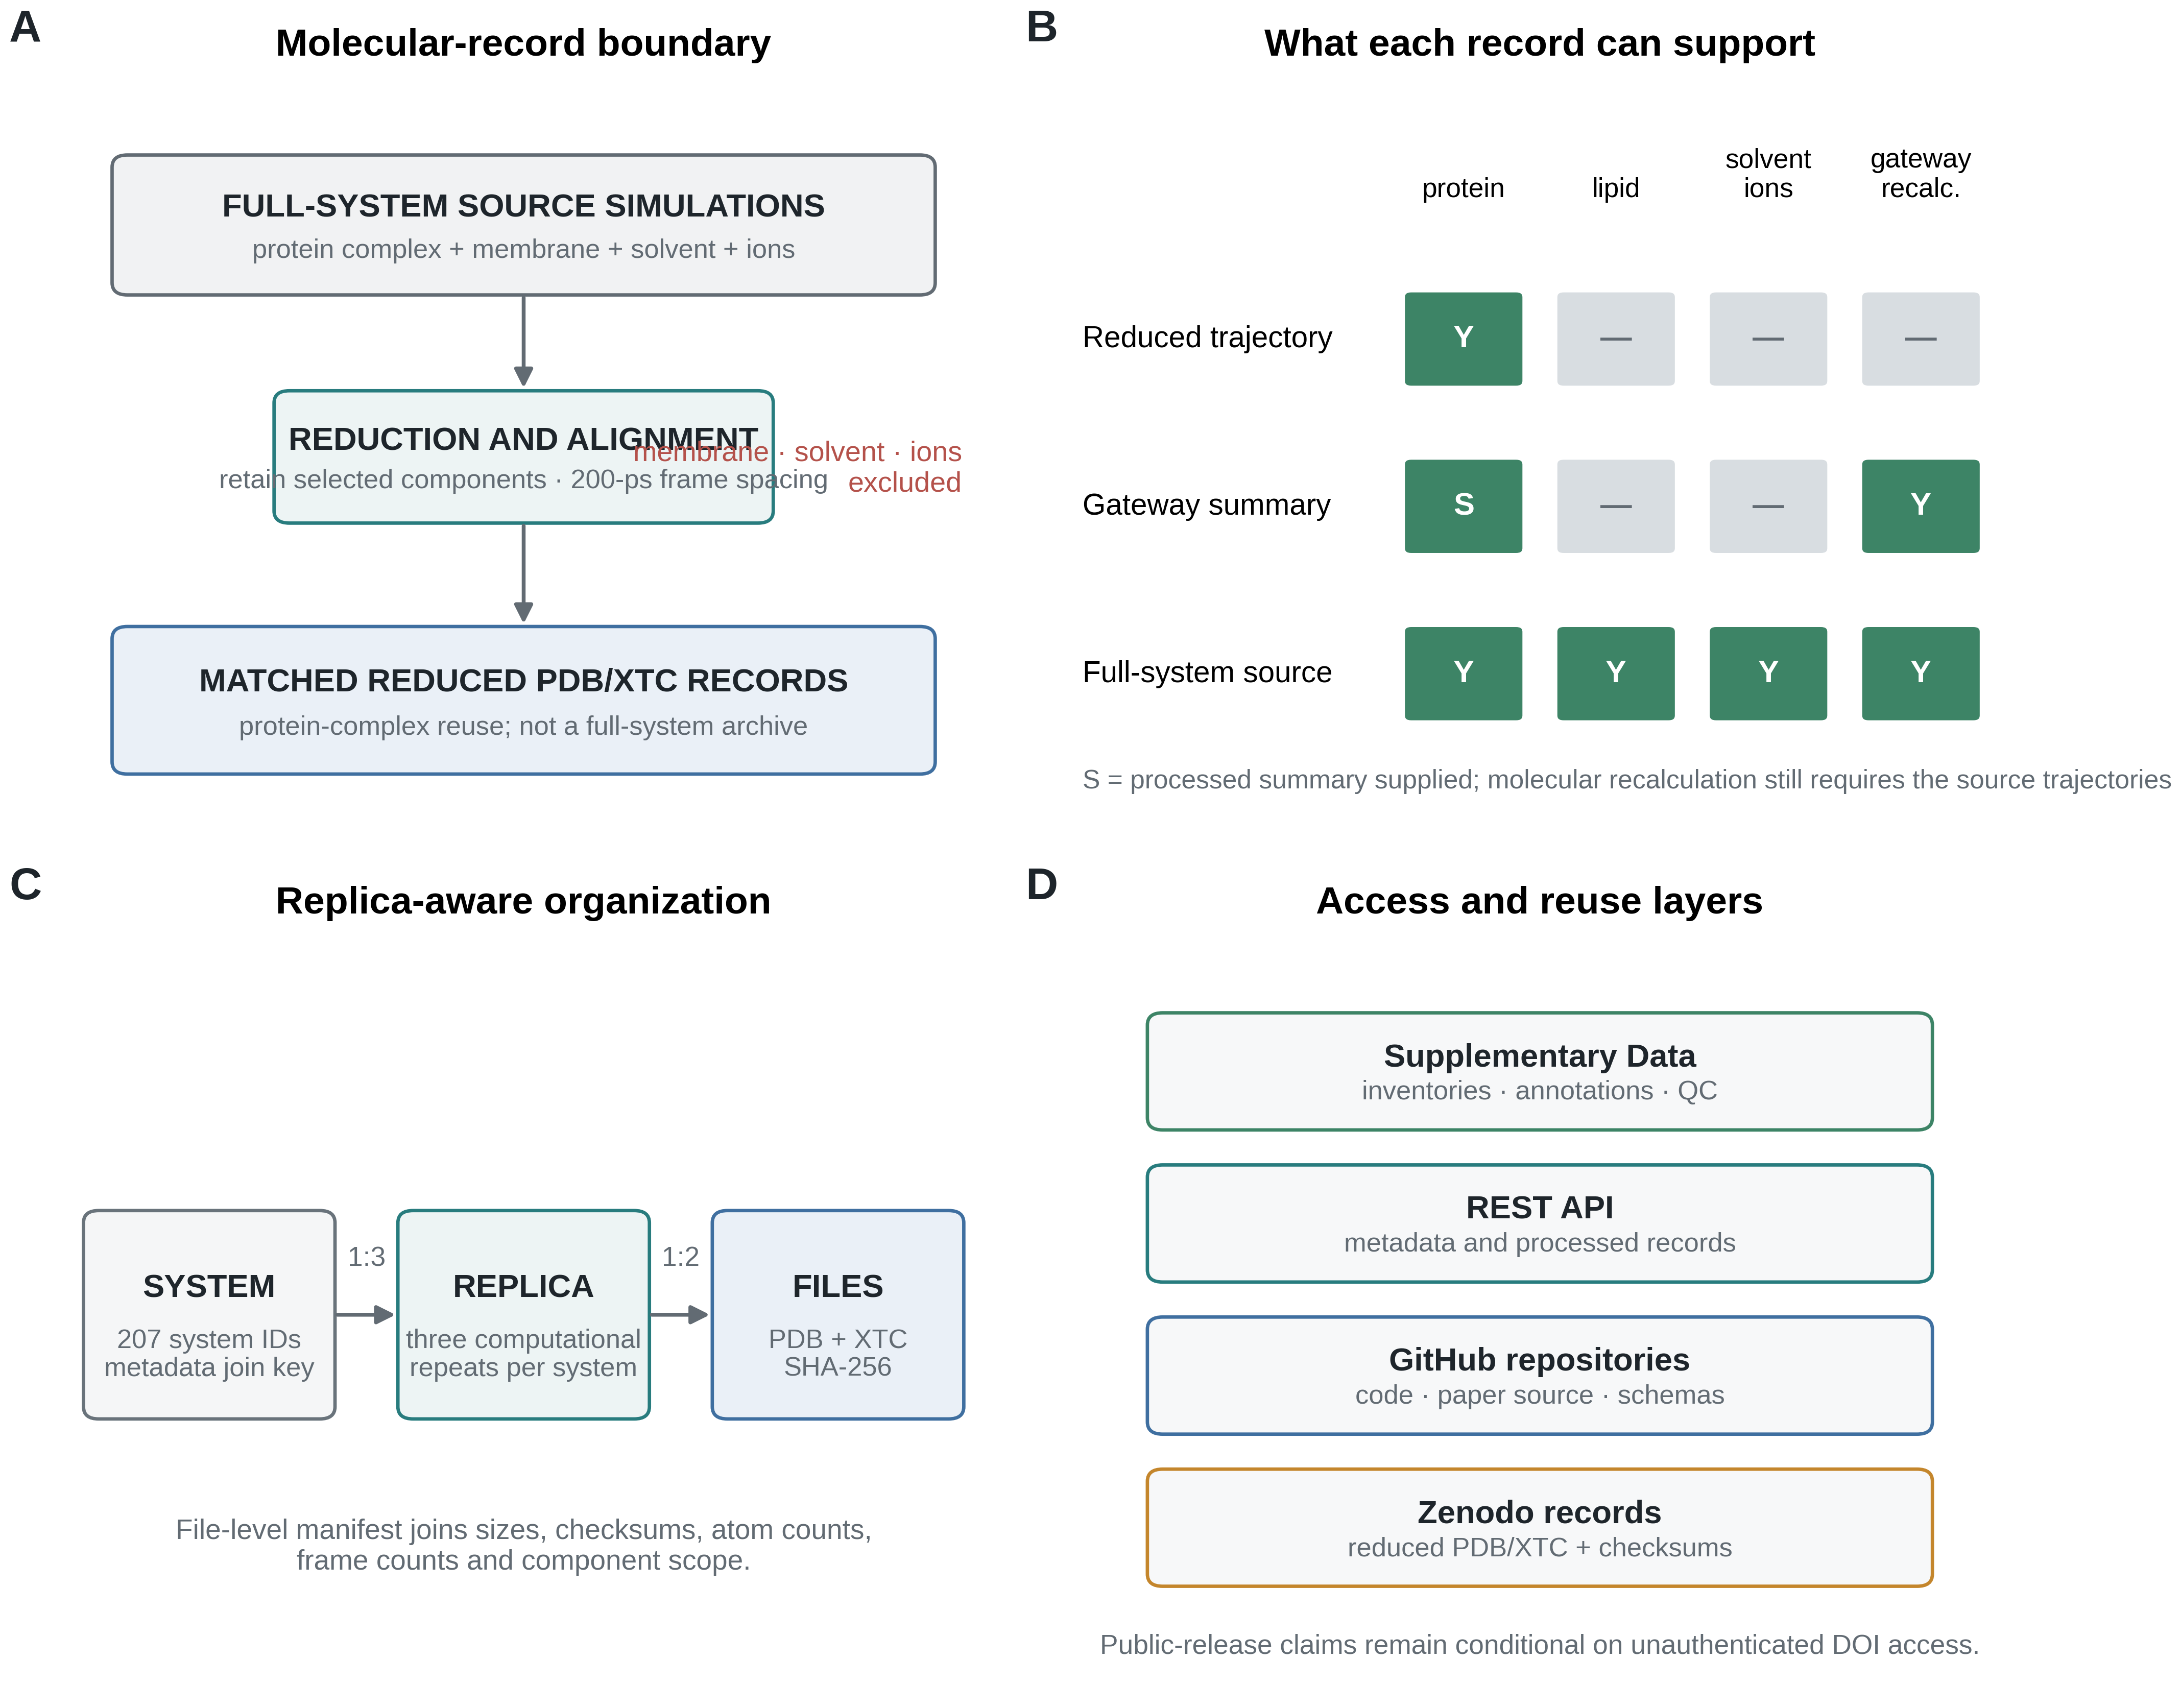 A
Molecular-record boundary
FULL-SYSTEM SOURCE SIMULATIONS
protein complex + membrane + solvent + ions
REDUCTION AND ALIGNMENT
retain selected components · 200-ps frame spacing
membrane · solvent · ions
excluded
MATCHED REDUCED PDB/XTC RECORDS
protein-complex reuse; not a full-system archive
B
What each record can support
protein
lipid
solvent
ions
gateway
recalc.
Reduced trajectory Y — — —
Gateway summary S — — Y
Full-system source Y Y Y Y
S = processed summary supplied; molecular recalculation still requires the source trajectories
C
Replica-aware organization
SYSTEM
207 system IDs
metadata join key
1:3
REPLICA
three computational
repeats per system
1:2
FILES
PDB + XTC
SHA-256
File-level manifest joins sizes, checksums, atom counts,
frame counts and component scope.
D
Access and reuse layers
Supplementary Data
inventories · annotations · QC
REST API
metadata and processed records
GitHub repositories
code · paper source · schemas
Zenodo records
reduced PDB/XTC + checksums
Public-release claims remain conditional on unauthenticated DOI access.